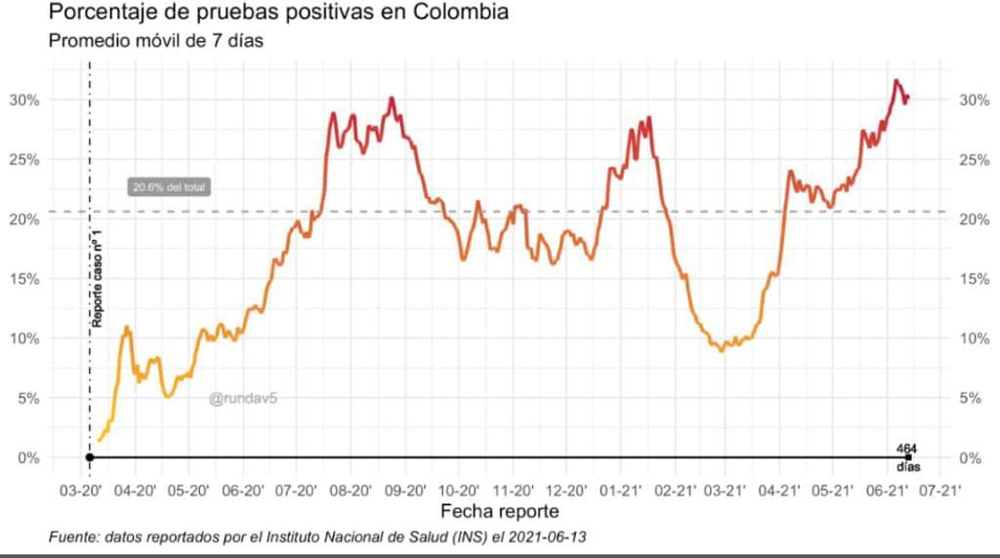 Porcentaje de pruebas positivas en Colombia
Promedio móvil de 7 días
30% 30%
25% 25%
20.6% del total
20% 20%
Reporte caso nº 1
15% 15%
10% 10%
@rundav5
5% 5%
464
0% 0%
días
03-20' 04-20' 05-20' 06-20' 07-20' 08-20' 09-20' 10-20' 11-20' 12-20' 01-21' 02-21' 03-21' 04-21' 05-21' 06-21' 07-21'
Fecha reporte
Fuente: datos reportados por el Instituto Nacional de Salud (INS) el 2021-06-13